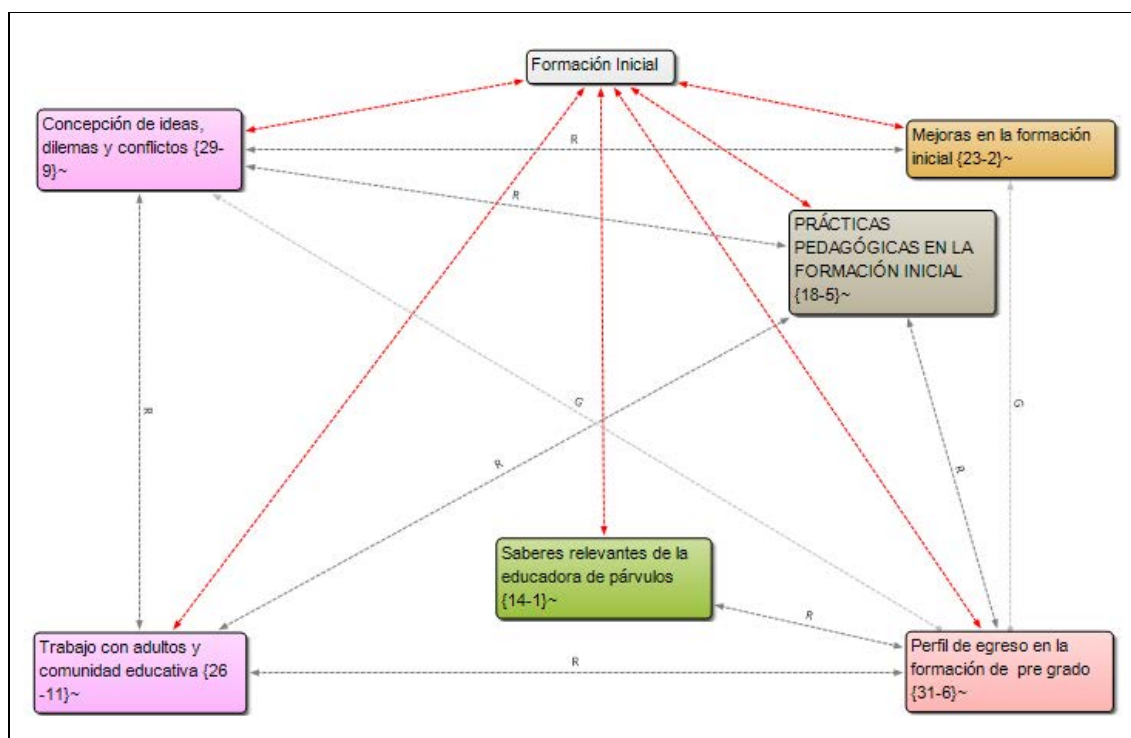 Formación Inicial
Concepción de ideas,
dilemas y conflictos {29-
9}~
Mejoras en la formación
inicial {23-2}~
R
R
PRÁCTICAS
PEDAGÓGICAS EN LA
FORMACIÓN INICIAL
{18-5}~
R
G
G
R
R
Saberes relevantes de la
educadora de párvulos
{14-1}~
R
Trabajo con adultos y
comunidad educativa {26
-11}~
R
Perfil de egreso en la
formación de pre grado
{31-6}~